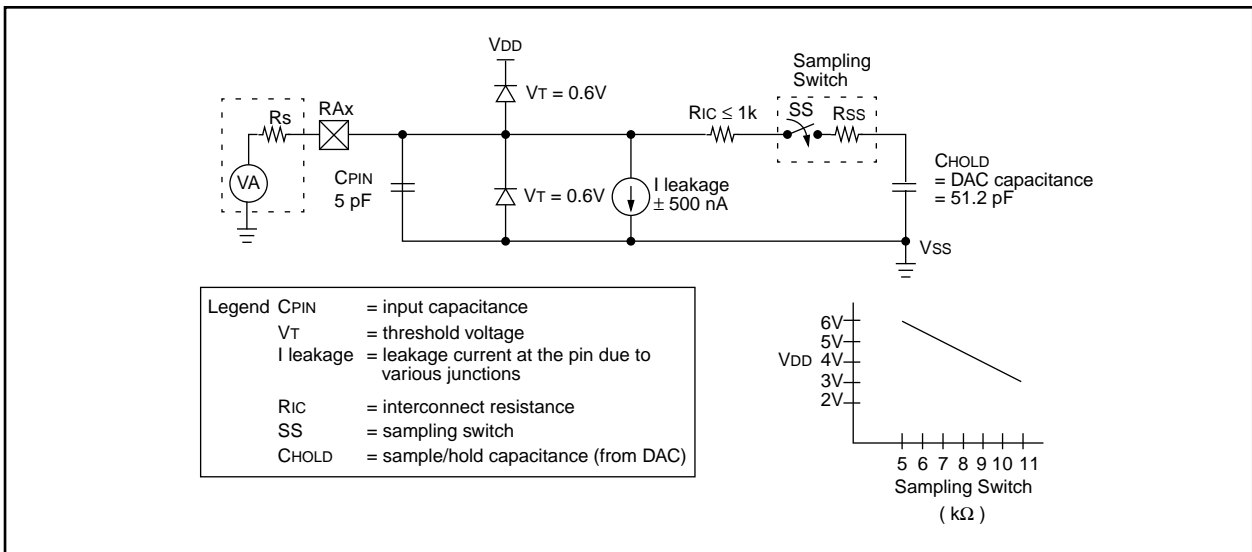 VDD
Sampling
Switch
VT = 0.6V
RIC ≤ 1k
SS
RSS
RAx
Rs
VA
CPIN
5 pF
VT = 0.6V
I leakage
± 500 nA
CHOLD
= DAC capacitance
= 51.2 pF
VSS
Legend CPIN = input capacitance
VT = threshold voltage
I leakage = leakage current at the pin due to
various junctions
RIC = interconnect resistance
SS = sampling switch
CHOLD = sample/hold capacitance (from DAC)
6V
5V
VDD 4V
3V
2V
5 6 7 8 9 10 11
Sampling Switch
( kΩ )